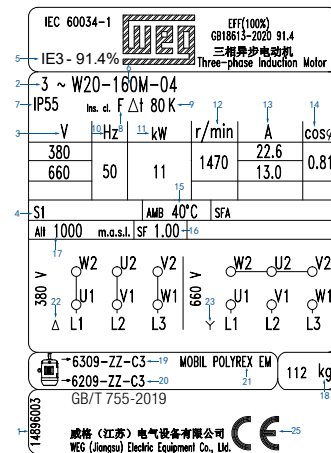 IEC 60034-1
WEG
EFF(100%)
GB18613-2020 91.4
5 IE3 - 91.4%
三相异步电动机
Three-phase Induction Motor
6
2 3 ~ W20-160M-04
7 IP55 Ins. cl. F Δt 80 K 9 12 13 14
3 V 10 Hz 8 11 kW r/min A cosφ
380 50 11 1470 22.6 0.81
660 13.0
15
4 S1 AMB 40°C SFA
Alt 1000 m.a.s.l. SF 1.00 16
17
380 V W2 U2 V2 660 V W2 U2 V2
22 U1 V1 W1 23 U1 V1 W1
Δ L1 L2 L3 Y L1 L2 L3
6309-ZZ-C3 19 MOBIL POLYREX EM
6209-ZZ-C3 20 21 112 kg
18
GB/T 755-2019
1 14896003
威格（江苏）电气设备有限公司 CE 25
WEG (Jiangsu) Electric Equipment Co., Ltd.